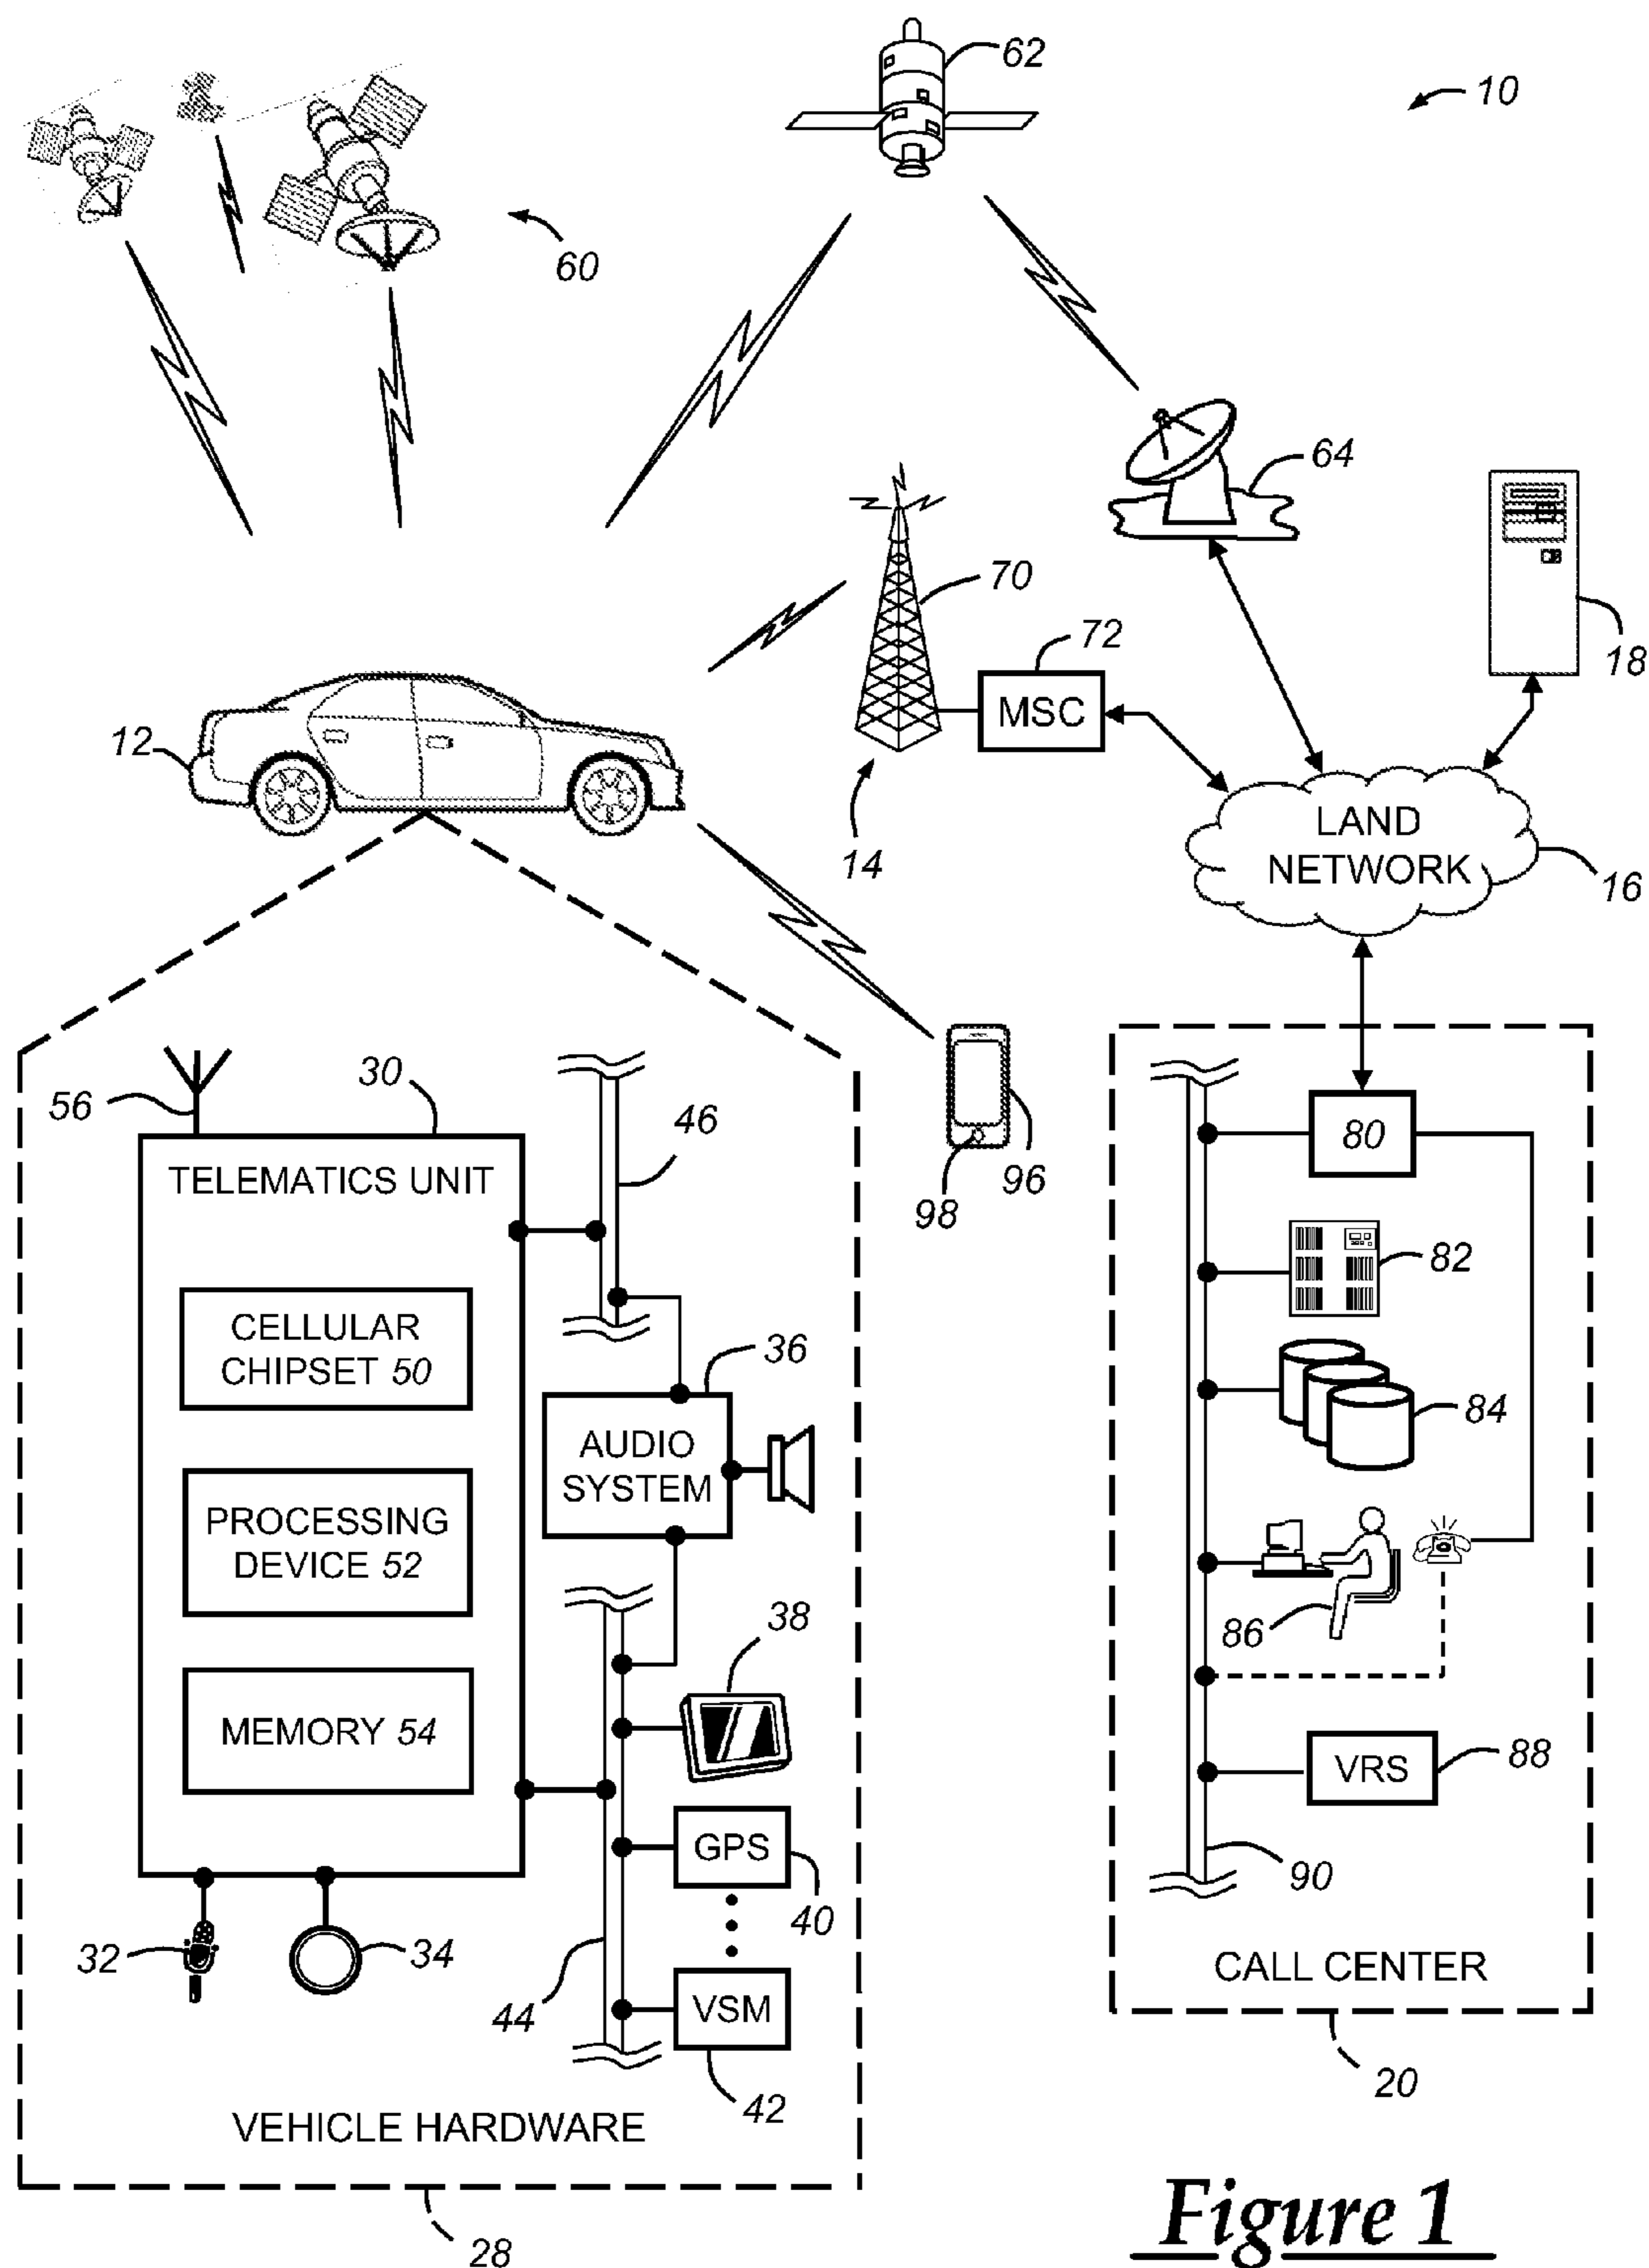 62
10
60
64
70
18
72
MSC
12
14
LAND
NETWORK
16
56
30
46
TELEMATICS UNIT
98
96
80
CELLULAR
CHIPSET 50
82
36
AUDIO
SYSTEM
84
PROCESSING
DEVICE 52
38
86
MEMORY 54
VRS
88
GPS
40
90
32
34
44
VSM
42
CALL CENTER
20
VEHICLE HARDWARE
28
Figure 1